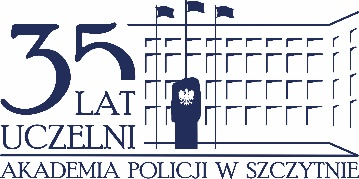 35
LAT
UCZELNI
AKADEMIA POLICJI W SZCZYTNIE